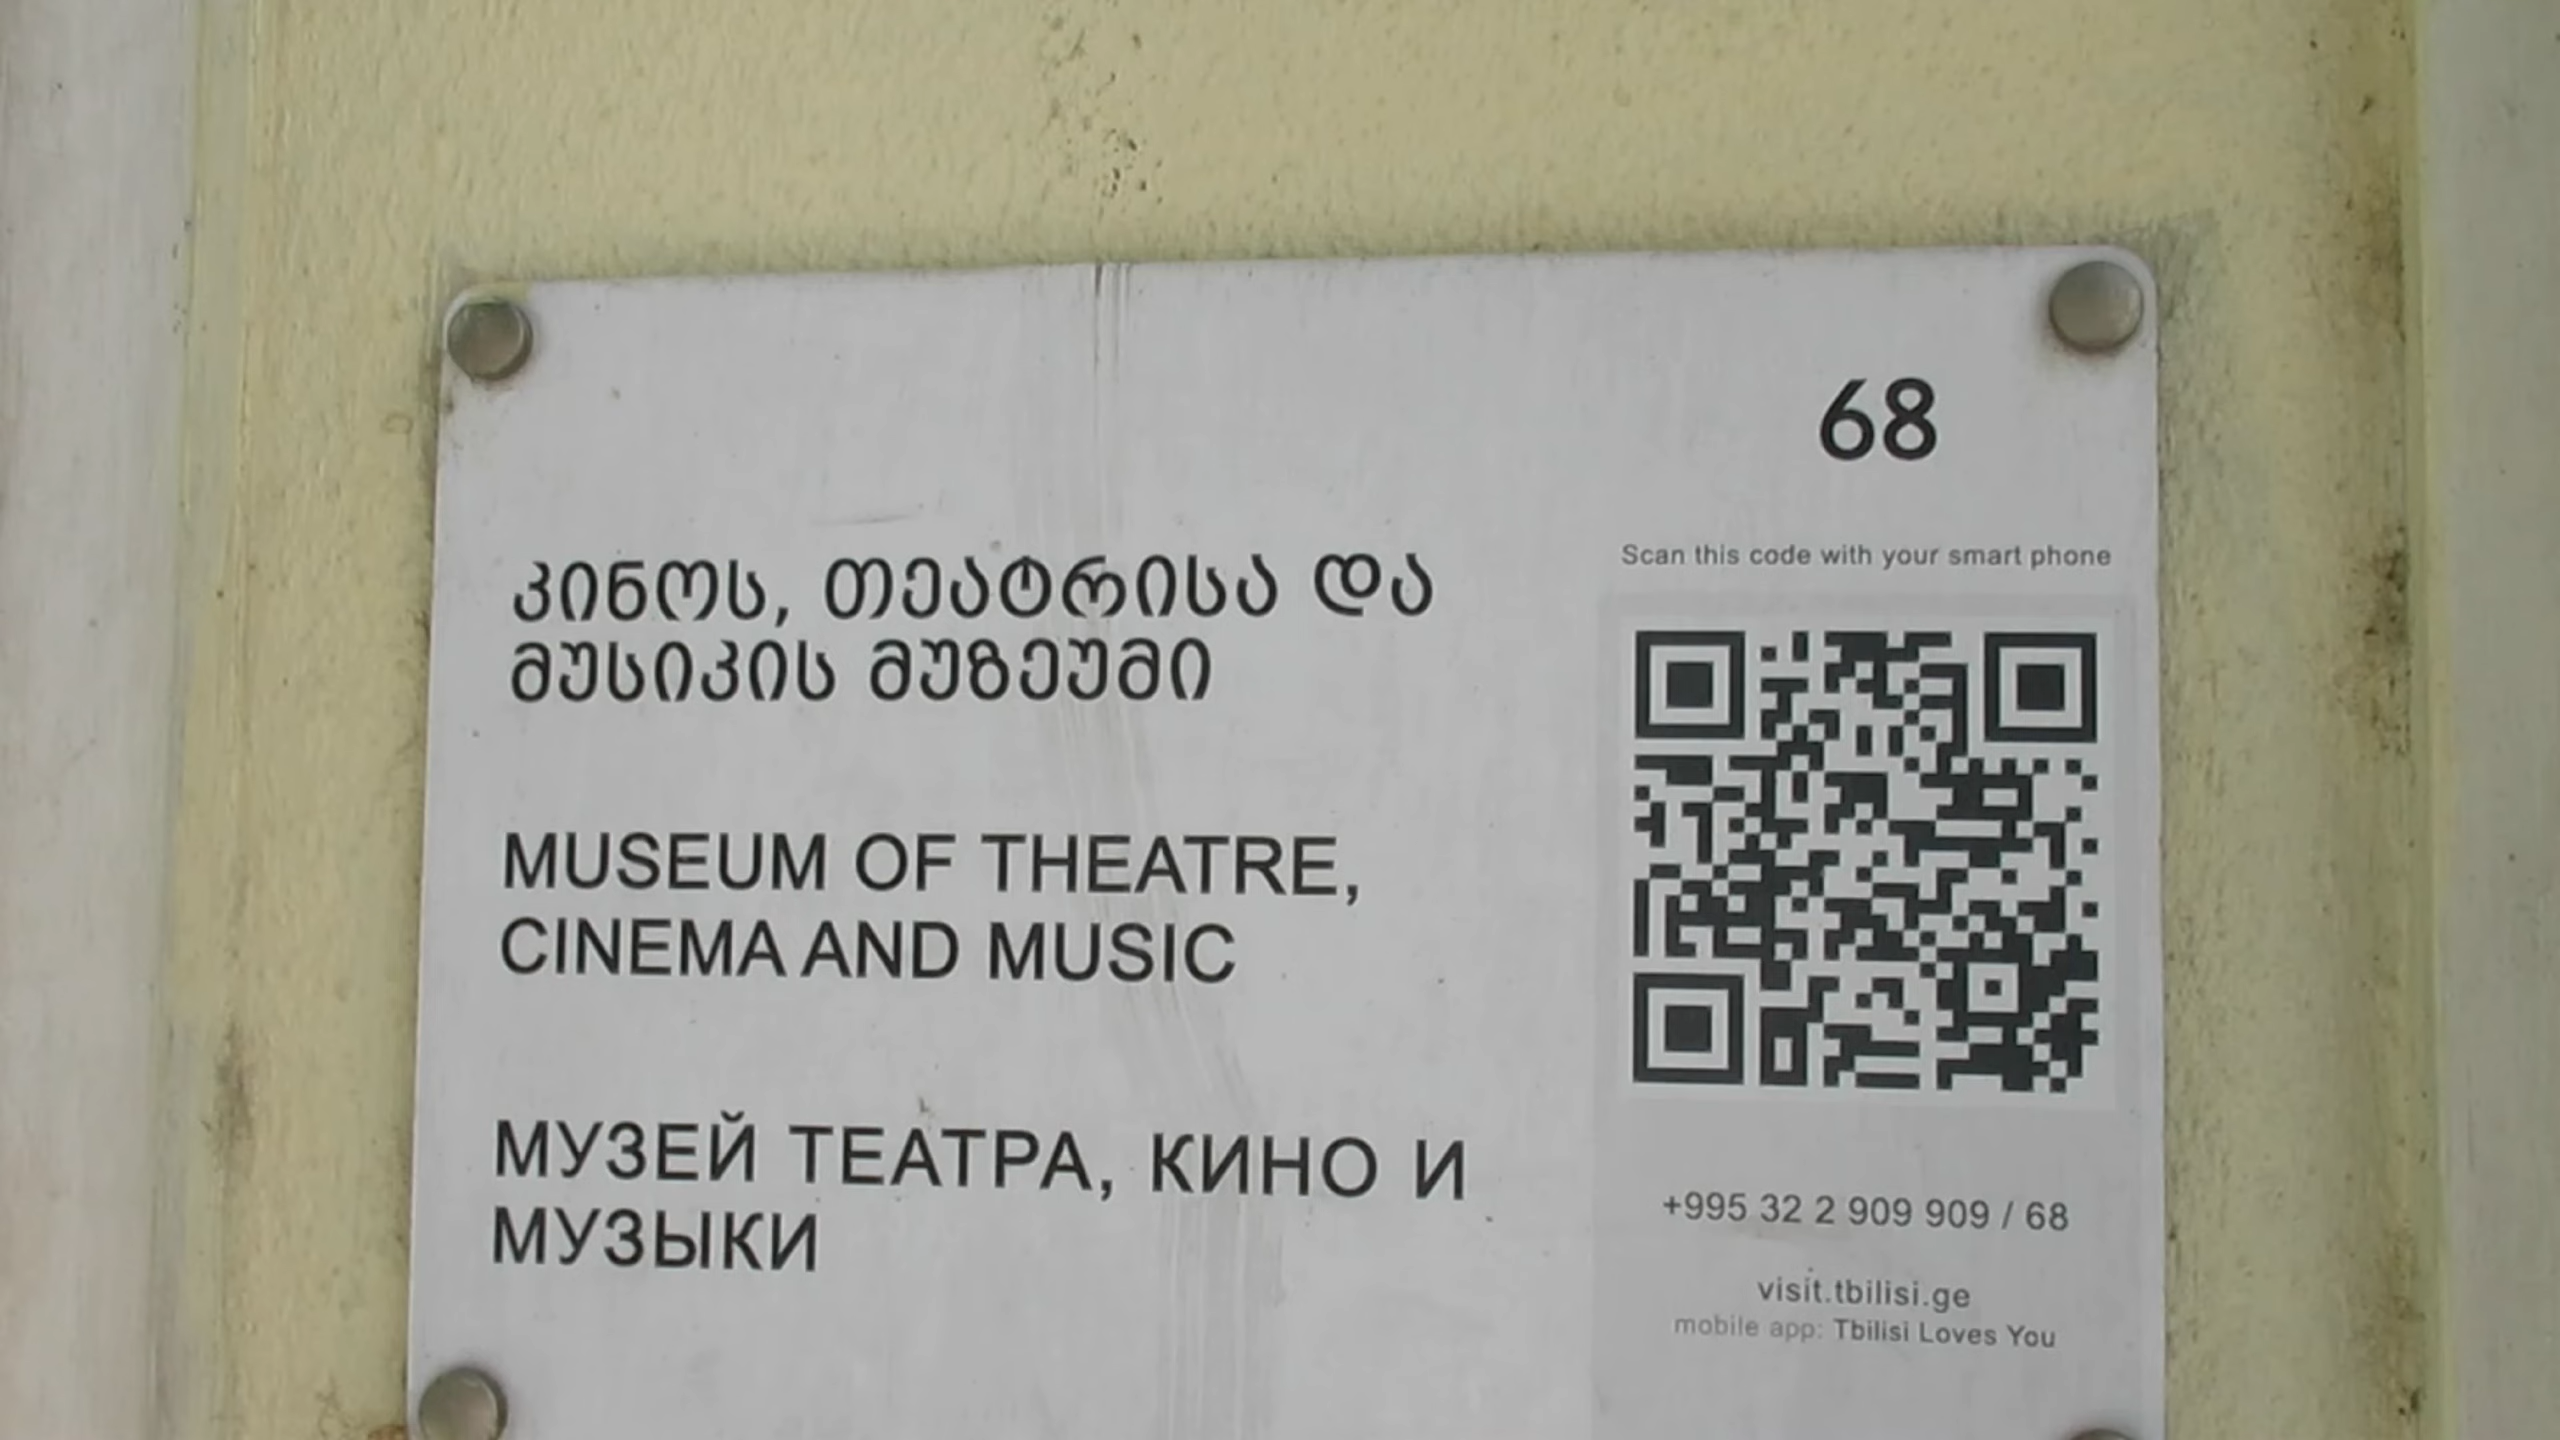 68
კინოს, თეატრისა და
მუსიკის მუზეუმი
MUSEUM OF THEATRE,
CINEMA AND MUSIC
МУЗЕЙ ТЕАТРА, КИНО И
МУЗЫКИ
Scan this code with your smart phone
+995 32 2 909 909 / 68
visit.tbilisi.ge
mobile app: Tbilisi Loves You